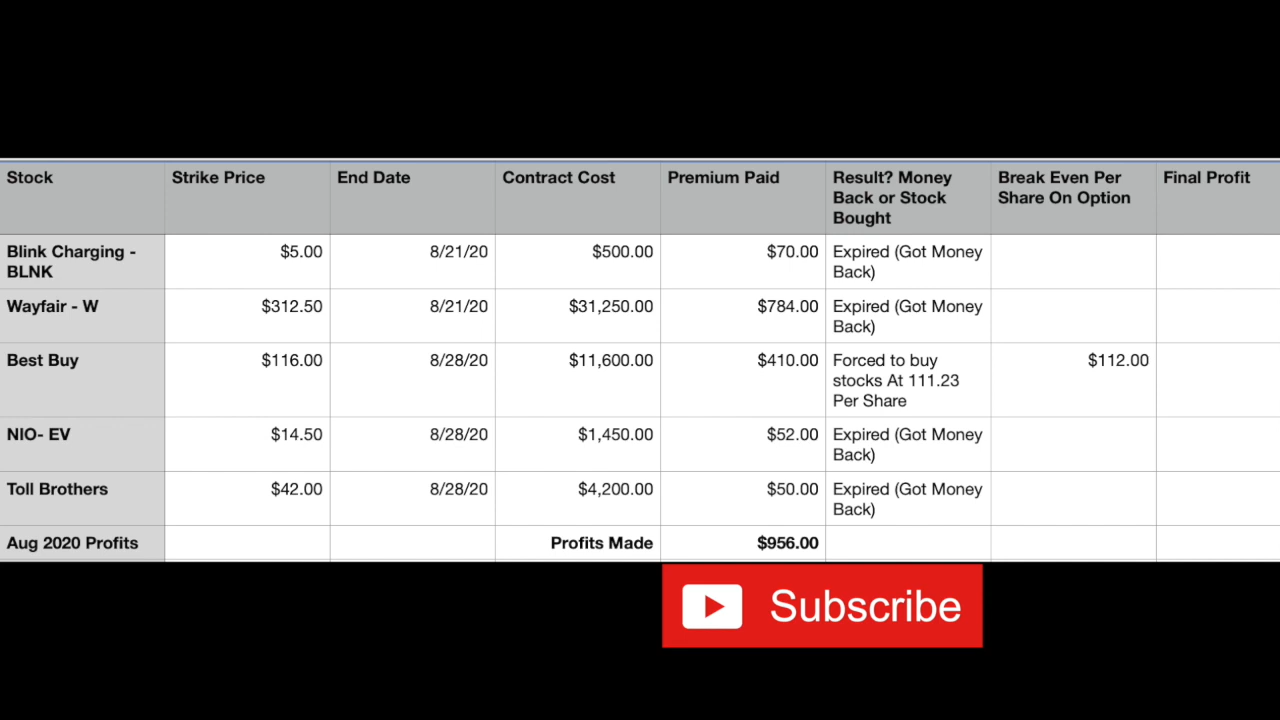 Stock Strike Price End Date Contract Cost Premium Paid Result? Money Back or Stock Bought Break Even Per Share On Option Final Profit
Blink Charging - BLNK $5.00 8/21/20 $500.00 $70.00 Expired (Got Money Back)
Wayfair - W $312.50 8/21/20 $31,250.00 $784.00 Expired (Got Money Back)
Best Buy $116.00 8/28/20 $11,600.00 $410.00 Forced to buy stocks At 111.23 Per Share $112.00
NIO- EV $14.50 8/28/20 $1,450.00 $52.00 Expired (Got Money Back)
Toll Brothers $42.00 8/28/20 $4,200.00 $50.00 Expired (Got Money Back)
Aug 2020 Profits Profits Made $956.00
Subscribe